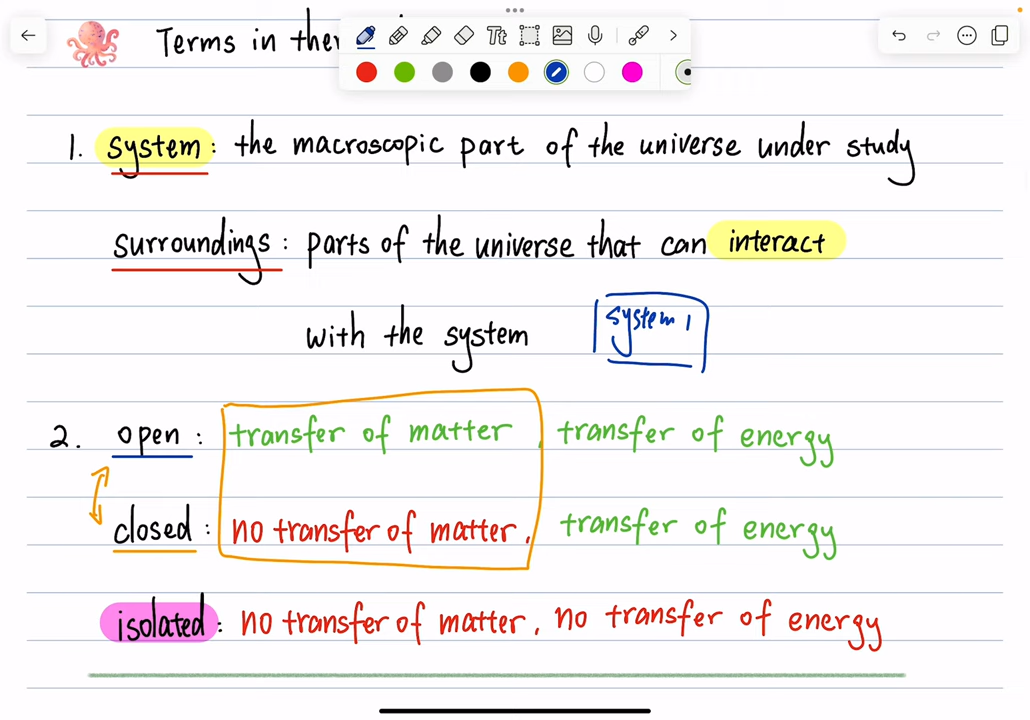 Terms in ther
Tt
1. system: the macroscopic part of the universe under study
surroundings: parts of the universe that can interact
with the system
system 1
2. open: transfer of matter, transfer of energy
closed: no transfer of matter, transfer of energy
isolated: no transfer of matter, no transfer of energy